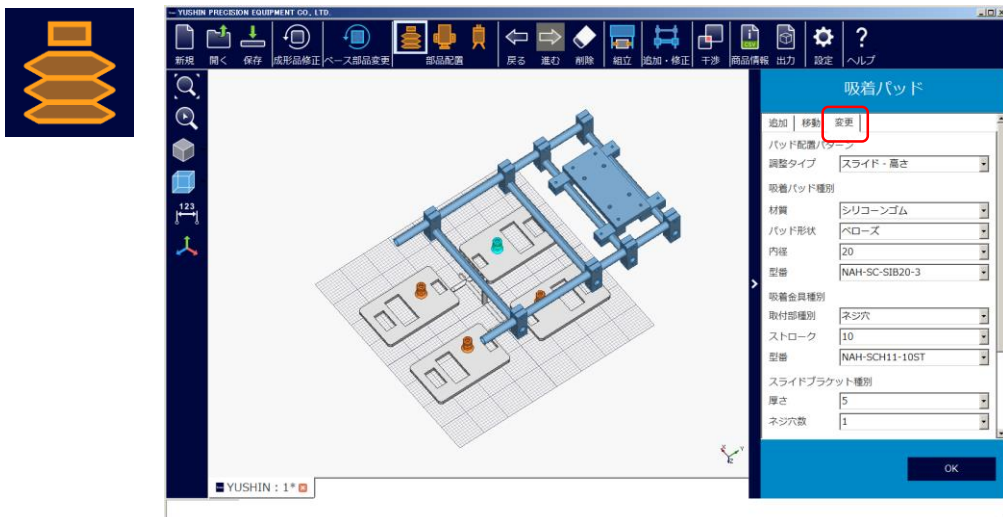 YUSHIN PRECISION EQUIPMENT CO., LTD.
新規 開く 保存 成形品修正 ベース部品変更 部品配置 戻る 進む 削除 組立 追加・修正 干渉 商品情報 出力 設定 ヘルプ
CSV
123
吸着パッド
追加 移動 変更
パッド配置パターン
調整タイプ スライド - 高さ
吸着パッド種別
材質 シリコーンゴム
パッド形状 ベローズ
内径 20
型番 NAH-SC-SIB20-3
吸着金具種別
取付部種別 ネジ穴
ストローク 10
型番 NAH-SCH11-10ST
スライドブラケット種別
厚さ 5
ネジ穴数 1
OK
YUSHIN : 1*